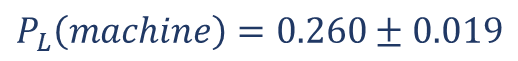 P_L(machine) = 0.260 ± 0.019